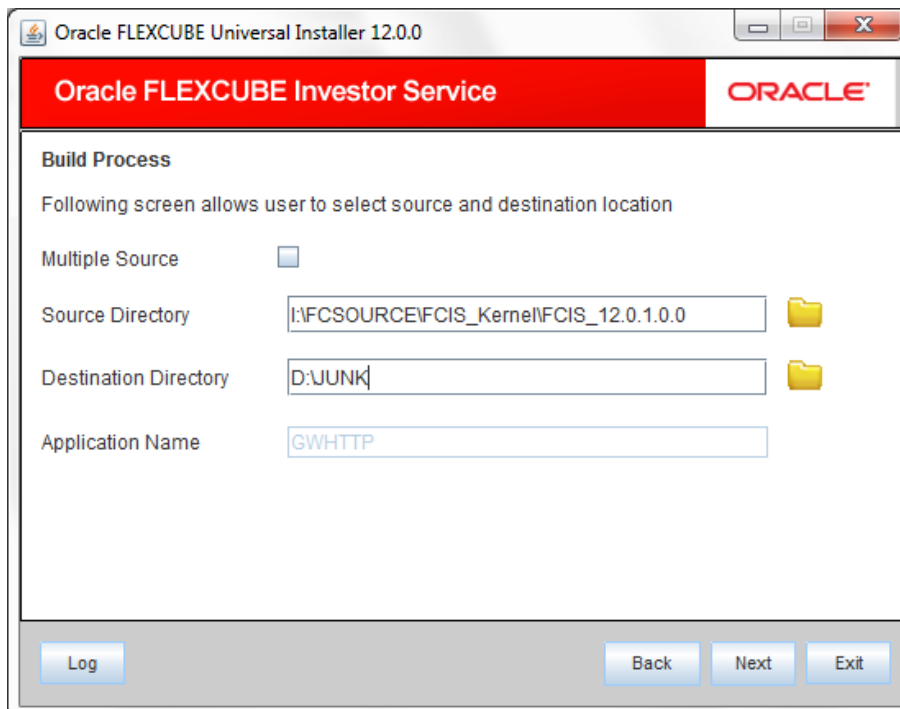 Oracle FLEXCUBE Universal Installer 12.0.0
Oracle FLEXCUBE Investor Service
ORACLE
Build Process
Following screen allows user to select source and destination location
Multiple Source
Source Directory I:\FCSOURCE\FCIS_Kernel\FCIS_12.0.1.0.0
Destination Directory D:\JUNK
Application Name GWHTTP
Log Back Next Exit